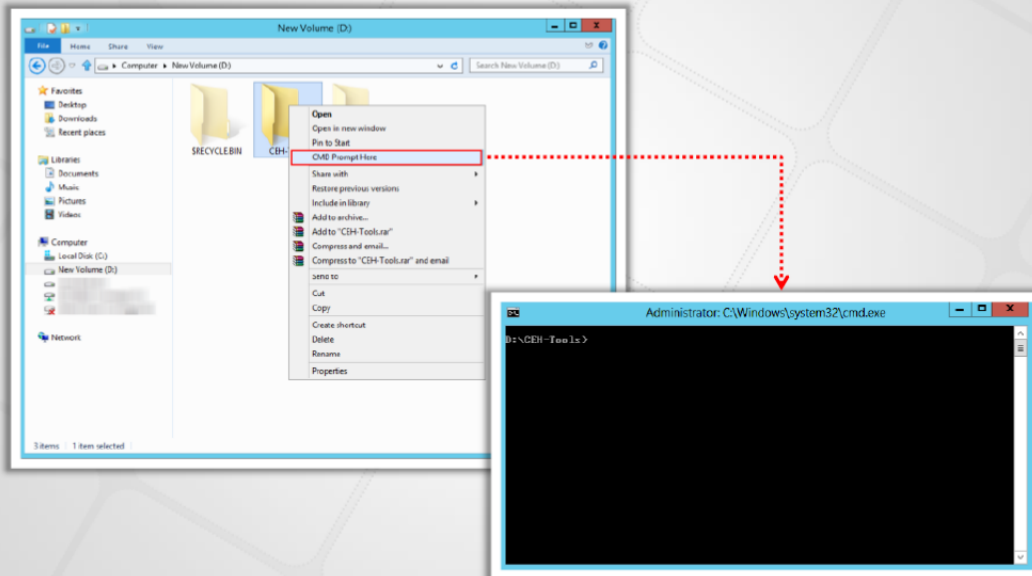 New Volume (D:)
File Home Share View
Computer New Volume (D:)
Search New Volume (D:)
Favorites
Desktop
Downloads
Recent places
Libraries
Documents
Music
Pictures
Videos
Computer
Local Disk (C:)
New Volume (D:)
Network
$RECYCLE.BIN
CEH-
Open
Open in new window
Pin to Start
CMD Prompt Here
Share with
Restore previous versions
Include in library
Add to archive...
Add to "CEH-Tools.rar"
Compress and email...
Compress to "CEH-Tools.rar" and email
Send to
Cut
Copy
Create shortcut
Delete
Rename
Properties
3 items 1 item selected
Administrator: C:\Windows\system32\cmd.exe
D:\CEH-Tools>